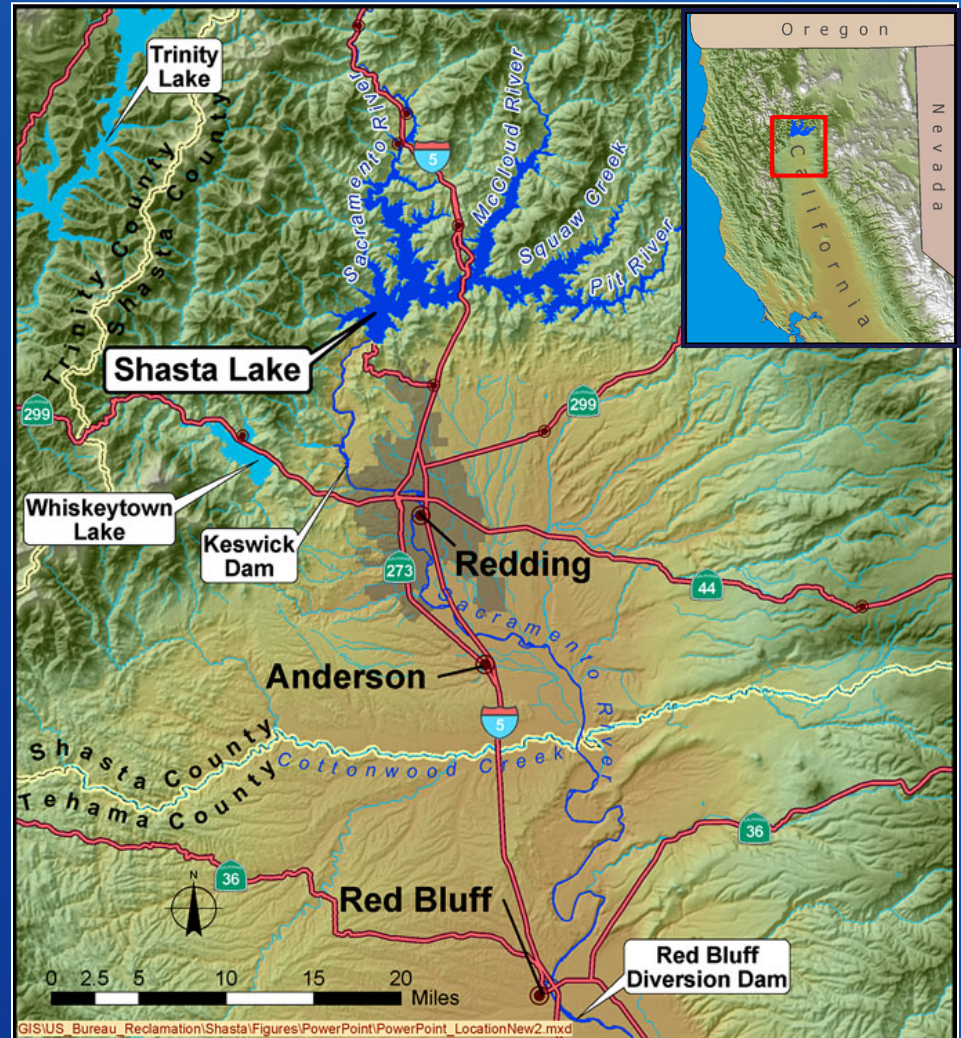 Oregon
Nevada
California
Trinity
Lake
Sacramento River
5
McCloud River
Squaw Creek
Pit River
Trinity County
Shasta County
Shasta Lake
299
299
Whiskeytown
Lake
Keswick
Dam
Redding
273
44
Sacramento River
Anderson
5
Shasta County
Tehama County
Cottonwood Creek
36
36
N
Red Bluff
Red Bluff
Diversion Dam
0 2.5 5 10 15 20
Miles
GIS\US_Bureau_Reclamation\Shasta\Figures\PowerPoint\PowerPoint_LocationNew2.mxd